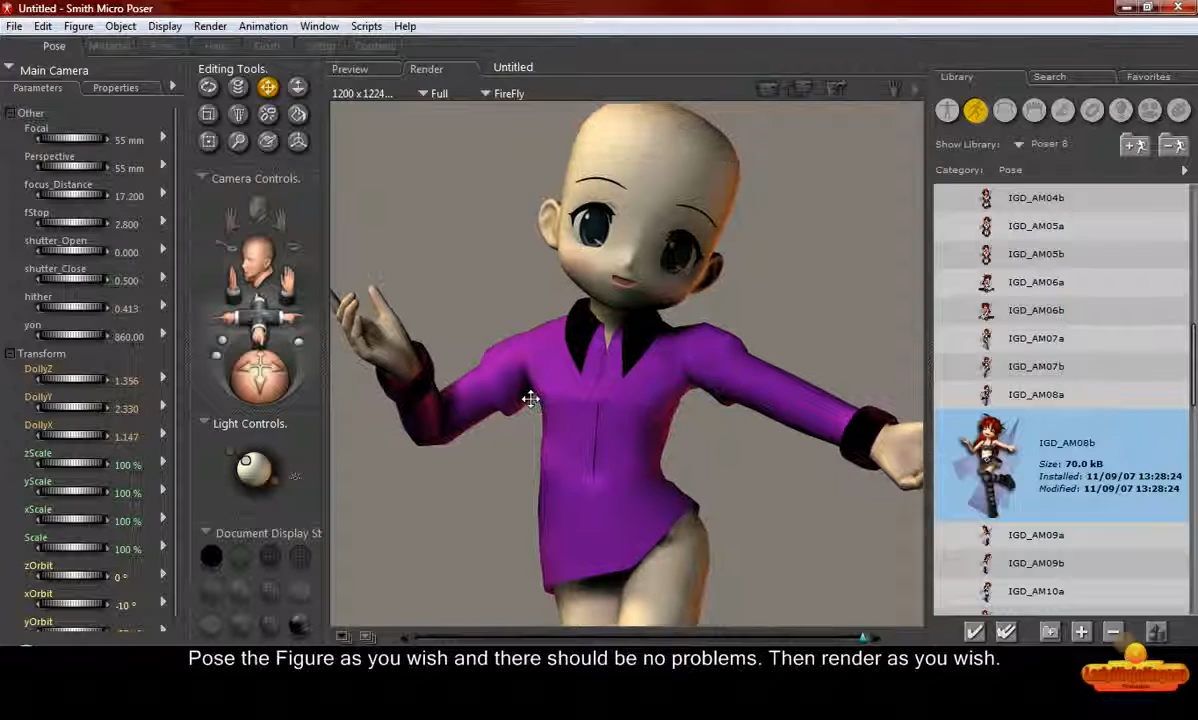 Untitled - Smith Micro Poser
File Edit Figure Object Display Render Animation Window Scripts Help
Pose
Main Camera
Parameters Properties
Other
Focal
55 mm
Perspective
55 mm
focus_Distance
17.200
fStop
2.800
shutter_Open
0.000
shutter_Close
0.500
hither
0.413
yon
860.00
Transform
DollyZ
1.356
DollyY
2.330
DollyX
1.147
zScale
100 %
yScale
100 %
xScale
100 %
Scale
100 %
zOrbit
0 °
xOrbit
-10 °
yOrbit
Editing Tools.
Camera Controls.
Light Controls.
Document Display St
Preview Render Untitled
1200 x 1224... Full FireFly
Library Search Favorites
Show Library: Poser 8
Category: Pose
IGD_AM04b
IGD_AM05a
IGD_AM05b
IGD_AM06a
IGD_AM06b
IGD_AM07a
IGD_AM07b
IGD_AM08a
IGD_AM08b
Size: 70.0 kB
Installed: 11/09/07 13:28:24
Modified: 11/09/07 13:28:24
IGD_AM09a
IGD_AM09b
IGD_AM10a
Pose the Figure as you wish and there should be no problems. Then render as you wish.